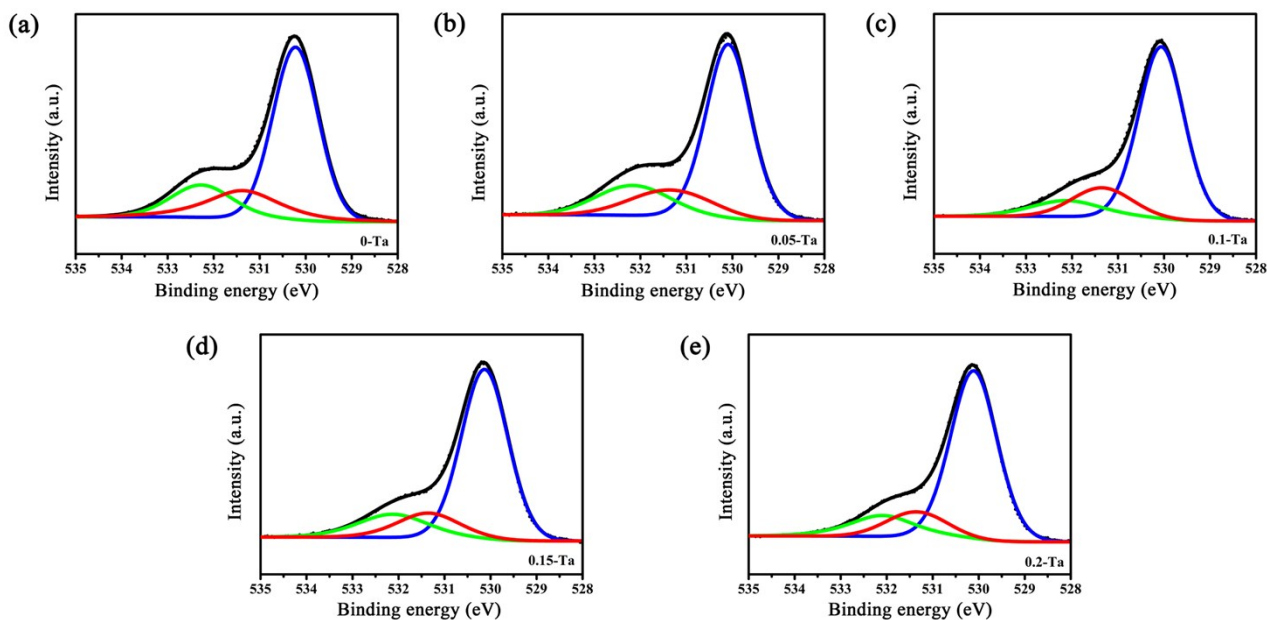 (a)
Intensity (a.u.)
0-Ta
535 534 533 532 531 530 529 528
Binding energy (eV)
(b)
Intensity (a.u.)
0.05-Ta
535 534 533 532 531 530 529 528
Binding energy (eV)
(c)
Intensity (a.u.)
0.1-Ta
535 534 533 532 531 530 529 528
Binding energy (eV)
(d)
Intensity (a.u.)
0.15-Ta
535 534 533 532 531 530 529 528
Binding energy (eV)
(e)
Intensity (a.u.)
0.2-Ta
535 534 533 532 531 530 529 528
Binding energy (eV)